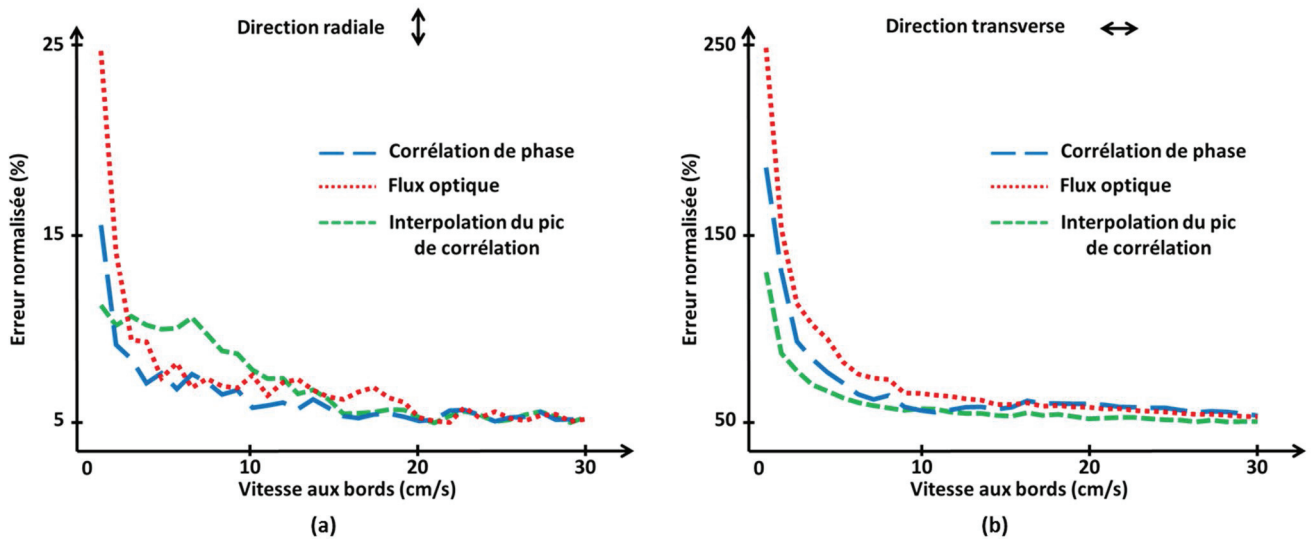 Direction radiale
25
15
5
Erreur normalisée (%)
Corrélation de phase
Flux optique
Interpolation du pic
de corrélation
0
10
20
30
Vitesse aux bords (cm/s)
(a)
Direction transverse
250
150
50
Erreur normalisée (%)
Corrélation de phase
Flux optique
Interpolation du pic
de corrélation
0
10
20
30
Vitesse aux bords (cm/s)
(b)